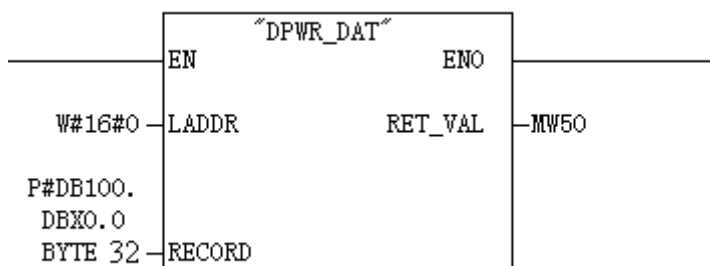 "DPWR_DAT"
EN ENO
W#16#0 LADDR RET_VAL MW50
P#DB100.
DBX0.0
BYTE 32 RECORD